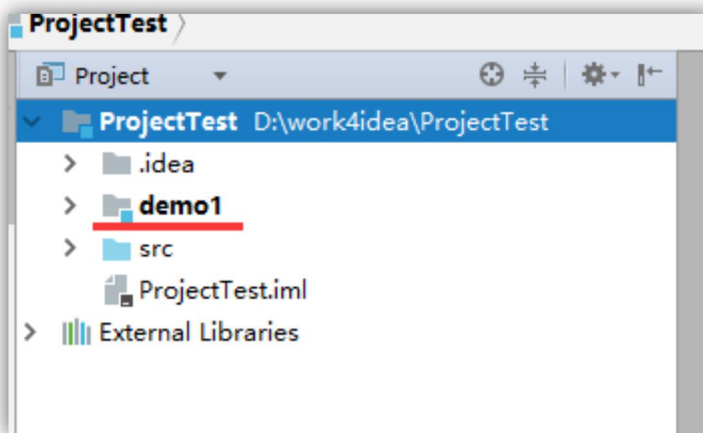 ProjectTest
Project
ProjectTest D:\work4idea\ProjectTest
.idea
demo1
src
ProjectTest.iml
External Libraries